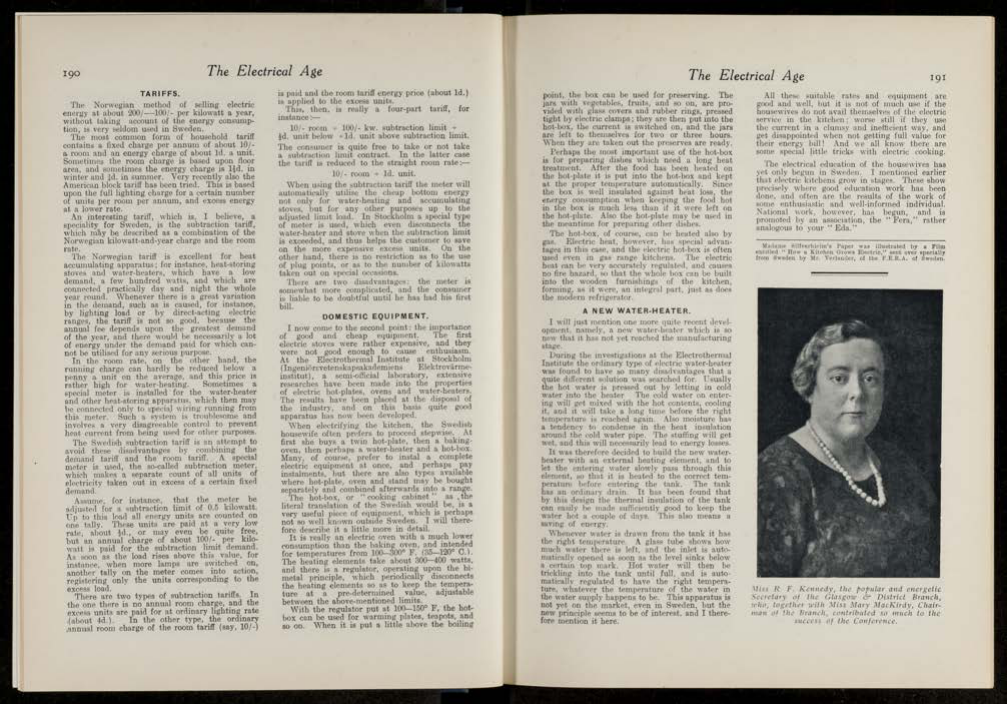 190
The Electrical Age
TARIFFS.
The Norwegian method of selling electric
energy at about 200/-—100/- per kilowatt a year,
without taking account of the energy consump-
tion, is very seldom used in Sweden.
The most common form of household tariff
contains a fixed charge per annum of about 10/-
a room and an energy charge of about 1d. a unit.
Sometimes the room charge is based upon floor
area, and sometimes the energy charge is 1½d. in
winter and ½d. in summer. Very recently also the
American block tariff has been tried. This is based
upon the full lighting charge for a certain number
of units per room per annum, and excess energy
at a lower rate.
An interesting tariff, which is, I believe, a
speciality for Sweden, is the subtraction tariff,
which may be described as a combination of the
Norwegian kilowatt-and-year charge and the room
rate.
The Norwegian tariff is excellent for heat
accumulating apparatus; for instance, heat-storing
stoves and water-heaters, which have a low
demand, a few hundred watts, and which are
connected practically day and night the whole
year round. Whenever there is a great variation
in the demand, such as is caused, for instance,
by lighting load or by direct-acting electric
ranges, the tariff is not so good, because the
annual fee depends upon the greatest demand
of the year, and there would be necessarily a lot
of energy under the demand paid for which can-
not be utilised for any serious purpose.
In the room rate, on the other hand, the
running charge can hardly be reduced below a
penny a unit on the average, and this price is
rather high for water-heating. Sometimes a
special meter is installed for the water-heater
and other heat-storing apparatus, which then may
be connected only to special wiring running from
this meter. Such a system is troublesome and
involves a very disagreeable control to prevent
heat current from being used for other purposes.
The Swedish subtraction tariff is an attempt to
avoid these disadvantages by combining the
demand tariff and the room tariff. A special
meter is used, the so-called subtraction meter,
which makes a separate count of all units of
electricity taken out in excess of a certain fixed
demand.
Assume, for instance, that the meter be
adjusted for a subtraction limit of 0.5 kilowatt.
Up to this load all energy units are counted on
one tally. These units are paid at a very low
rate, about ½d., or may even be quite free,
but an annual charge of about 100/- per kilo-
watt is paid for the subtraction limit demand.
As soon as the load rises above this value, for
instance, when more lamps are switched on,
another tally on the meter comes into action,
registering only the units corresponding to the
excess load.
There are two types of subtraction tariffs. In
the one there is no annual room charge, and the
excess units are paid for at ordinary lighting rate
(about 4d.). In the other type, the ordinary
annual room charge of the room tariff (say, 10/-)
is paid and the room tariff energy price (about 1d.)
is applied to the excess units.
This, then, is really a four-part tariff, for
instance:—
10/- room + 100/- kw. subtraction limit +
½d. unit below +1d. unit above subtraction limit.
The consumer is quite free to take or not take
a subtraction limit contract. In the latter case
the tariff is reduced to the straight room rate:—
10/- room + 1d. unit.
When using the subtraction tariff the meter will
automatically utilise the cheap bottom energy
not only for water-heating and accumulating
stoves, but for any other purposes up to the
adjusted load limit. In Stockholm a special type
of meter is used, which even disconnects the
water-heater and stove when the subtraction limit
is exceeded, and thus helps the customer to save
on the more expensive excess units. On the
other hand, there is no restriction as to the use
of plug points, or as to the number of kilowatts
taken out on special occasions.
There are two disadvantages: the meter is
somewhat more complicated, and the consumer
is liable to be doubtful until he has had his first
bill.
DOMESTIC EQUIPMENT.
I now come to the second point: the importance
of good and cheap equipment. The first
electric stoves were rather expensive, and they
were not good enough to cause enthusiasm.
At the Electrothermal Institute at Stockholm
(Ingeniörsvetenskapsakademiens Elektrovärme-
institut), a semi-official laboratory, extensive
researches have been made into the properties
of electric hot-plates, ovens and water-heaters.
The results have been placed at the disposal of
the industry, and on this basis quite good
apparatus has now been developed.
When electrifying the kitchen, the Swedish
housewife often prefers to proceed stepwise. At
first she buys a twin hot-plate, then a baking-
oven, then perhaps a water-heater and a hot-box.
Many, of course, prefer to instal a complete
electric equipment at once, and perhaps pay
instalments, but there are also types available
where hot-plate, oven and stand may be bought
separately and combined afterwards into a range.
The hot-box, or "cooking cabinet" as the
literal translation of the Swedish would be, is a
very useful piece of equipment, which is perhaps
not so well known outside Sweden. I will there-
fore describe it a little more in detail.
It is really an electric oven with a much lower
consumption than the baking oven, and intended
for temperatures from 100—300° F. (35—120° C.).
The heating elements take about 300—400 watts,
and there is a regulator, operating upon the bi-
metal principle, which periodically disconnects
the heating elements so as to keep the tempera-
ture at a pre-determined value, adjustable
between the above-mentioned limits.
With the regulator put at 100—150° F. the hot-
box can be used for warming plates, teapots, and
so on. When it is put a little above the boiling
The Electrical Age
191
point, the box can be used for preserving. The
jars with vegetables, fruits, and so on, are pro-
vided with glass covers and rubber rings, pressed
tight by electric clamps; they are then put into the
hot-box, the current is switched on, and the jars
are left to themselves for two or three hours.
When they are taken out the preserves are ready.
Perhaps the most important use of the hot-box
is for preparing dishes which need a long heat
treatment. After the food has been heated on
the hot-plate it is put into the hot-box and kept
at the proper temperature automatically. Since
the box is well insulated against heat loss, the
energy consumption when keeping the food hot
in the box is much less than if it were left on
the hot-plate. Also the hot-plate may be used in
the meantime for preparing other dishes.
The hot-box, of course, can be heated also by
gas. Electric heat, however, has special advan-
tages in this case, and the electric hot-box is often
used even in gas range kitchens. The electric
heat can be very accurately regulated, and causes
no fire hazard, so that the whole box can be built
into the wooden furnishings of the kitchen,
forming, as it were, an integral part, just as does
the modern refrigerator.
A NEW WATER-HEATER.
I will just mention one more quite recent devel-
opment, namely, a new water-heater which is so
new that it has not yet reached the manufacturing
stage.
During the investigations at the Electrothermal
Institute the ordinary type of electric water-heater
was found to have so many disadvantages that a
quite different solution was searched for. Usually
the hot water is pressed out by letting in cold
water into the heater. The cold water on enter-
ing will get mixed with the hot contents, cooling
it, and it will take a long time before the right
temperature is reached again. Also moisture has
a tendency to condense in the heat insulation
around the cold water pipe. The stuffing will get
wet, and this will necessarily lead to energy losses.
It was therefore decided to build the new water-
heater with an external heating element, and to
let the entering water slowly pass through this
element, so that it is heated to the correct tem-
perature before entering the tank. The tank
has an ordinary drain. It has been found that
by this design the thermal insulation of the tank
can easily be made sufficiently good to keep the
water hot a couple of days. This also means a
saving of energy.
Whenever water is drawn from the tank it has
the right temperature. A glass tube shows how
much water there is left, and the inlet is auto-
matically opened as soon as the level sinks below
a certain top mark. Hot water will then be
trickling into the tank until full, and is auto-
matically regulated to have the right tempera-
ture, whatever the temperature of the water in
the water supply happens to be. This apparatus is
not yet on the market, even in Sweden, but the
new principle seems to be of interest, and I there-
fore mention it here.
All these suitable rates and equipment are
good and well, but it is not of much use if the
housewives do not avail themselves of the electric
service in the kitchen; worse still if they use
the current in a clumsy and inefficient way, and
get disappointed when not getting full value for
their energy bill! And we all know there are
some special little tricks with electric cooking.
The electrical education of the housewives has
yet only begun in Sweden. I mentioned earlier
that electric kitchens grow in stages. These show
precisely where good education work has been
done, and often are the results of the work of
some enthusiastic and well-informed individual.
National work, however, has begun, and is
promoted by an association, the "Fera," rather
analogous to your "Eda."
Madame Silfverhielm's Paper was illustrated by a Film
entitled "How a Kitchen Grows Electric," sent over specially
from Sweden by Mr. Verlander, of the F.E.R.A. of Sweden.
Miss R. F. Kennedy, the popular and energetic
Secretary of the Glasgow & District Branch,
who, together with Miss Mary MacKirdy, Chair-
man of the Branch, contributed so much to the
success of the Conference.